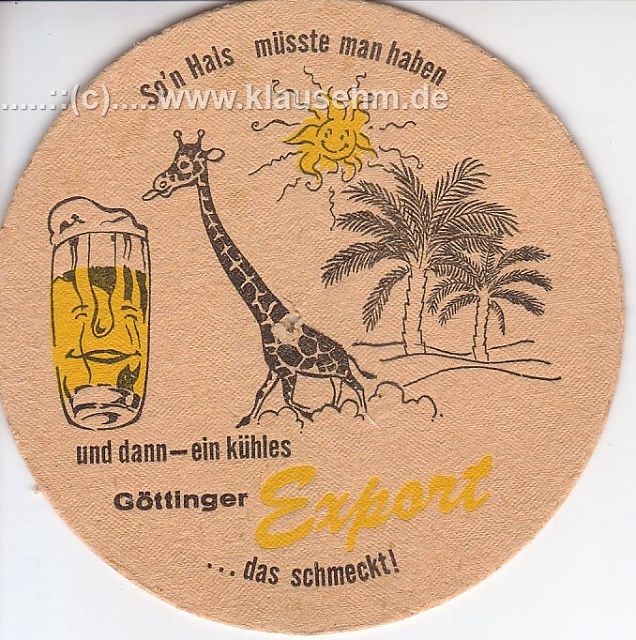 So'n Hals müsste man haben
.....::(c)....www.klausehm.de
und dann – ein kühles
Göttinger Export
... das schmeckt!